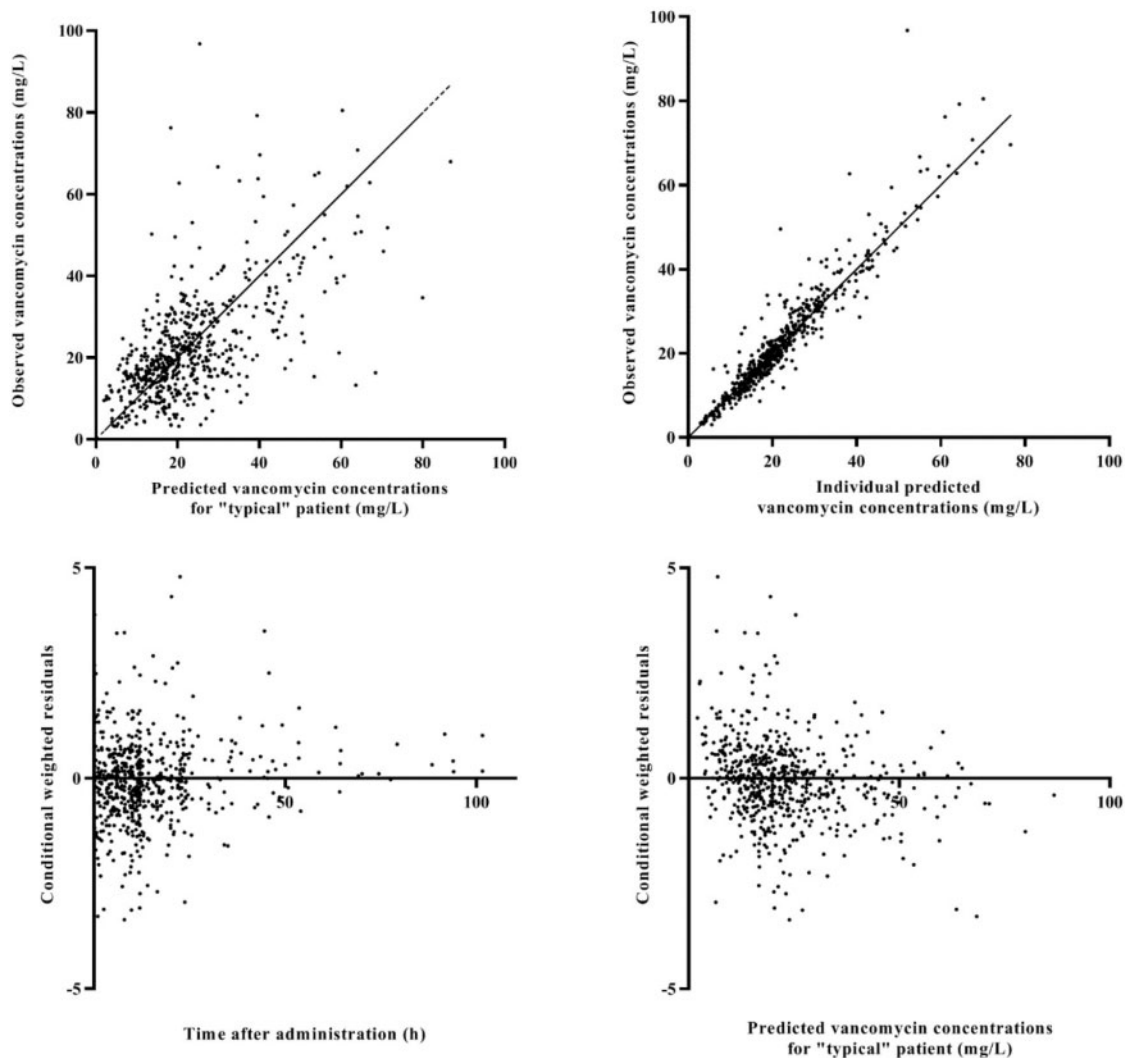 Observed vancomycin concentrations (mg/L)
100
80
60
40
20
0
0 20 40 60 80 100
Predicted vancomycin concentrations
for "typical" patient (mg/L)
Observed vancomycin concentrations (mg/L)
100
80
60
40
20
0
0 20 40 60 80 100
Individual predicted
vancomycin concentrations (mg/L)
Conditional weighted residuals
5
0
-5
50 100
Time after administration (h)
Conditional weighted residuals
5
0
-5
50 100
Predicted vancomycin concentrations
for "typical" patient (mg/L)